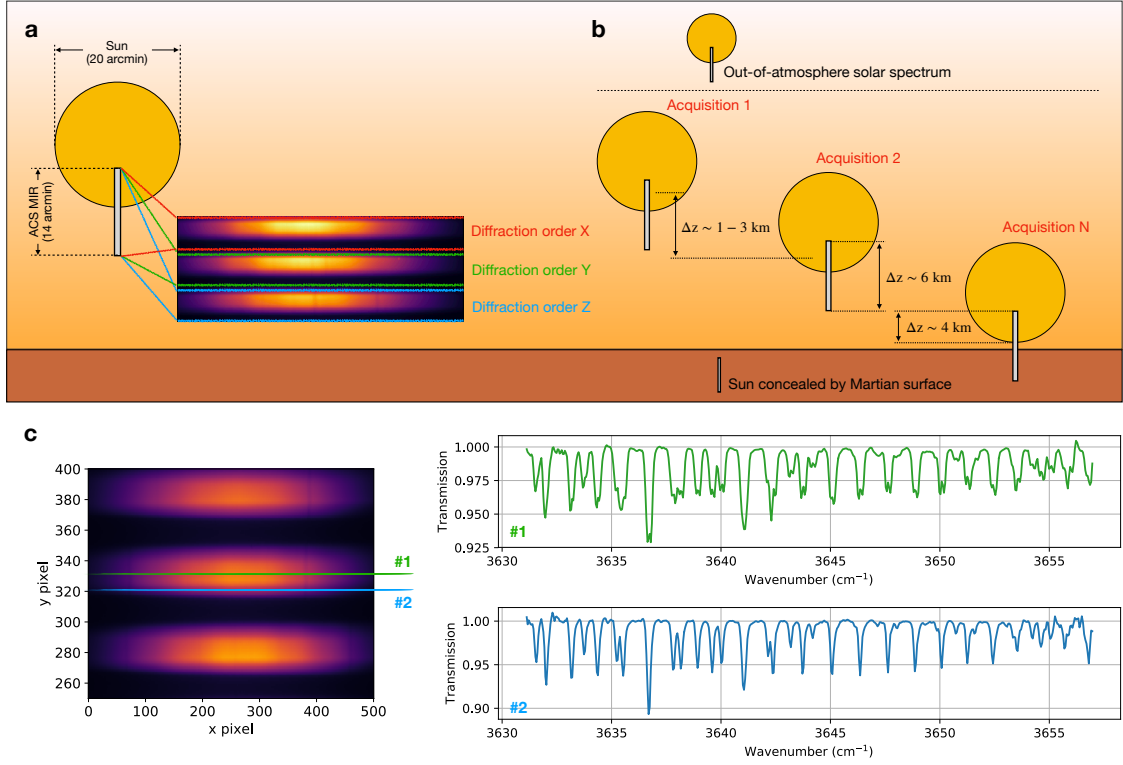 a
Sun
(20 arcmin)
ACS MIR
(14 arcmin)
Diffraction order X
Diffraction order Y
Diffraction order Z
b
Out-of-atmosphere solar spectrum
Acquisition 1
Acquisition 2
Acquisition N
Δz ~ 1 – 3 km
Δz ~ 6 km
Δz ~ 4 km
Sun concealed by Martian surface
c
400
380
360
340
320
300
280
260
y pixel
0 100 200 300 400 500
x pixel
#1
#2
1.000
0.975
0.950
0.925
Transmission
#1
3630 3635 3640 3645 3650 3655
Wavenumber (cm⁻¹)
1.00
0.95
0.90
Transmission
#2
3630 3635 3640 3645 3650 3655
Wavenumber (cm⁻¹)